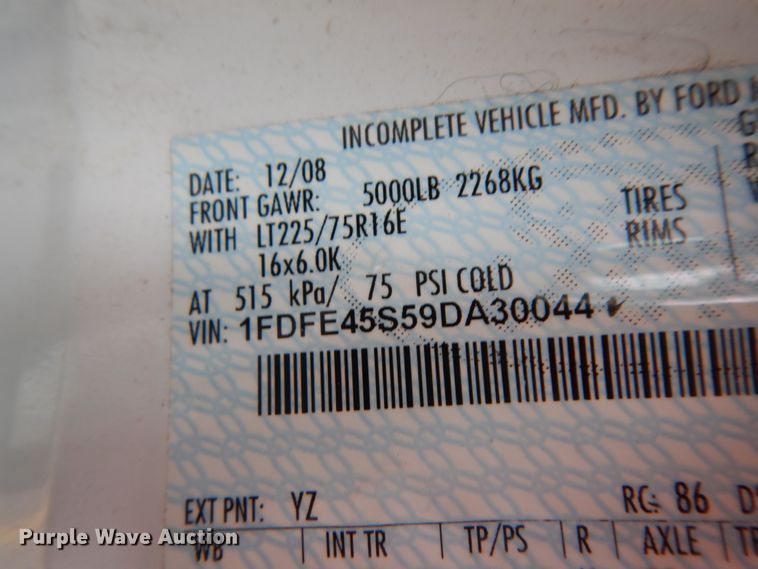 INCOMPLETE VEHICLE MFD. BY FORD
DATE: 12/08
FRONT GAWR: 5000LB 2268KG
WITH LT225/75R16E TIRES
16x6.0K RIMS
AT 515 kPa/ 75 PSI COLD
VIN: 1FDFE45S59DA30044
EXT PNT: YZ RC: 86
WB INT TR TP/PS R AXLE
Purple Wave Auction